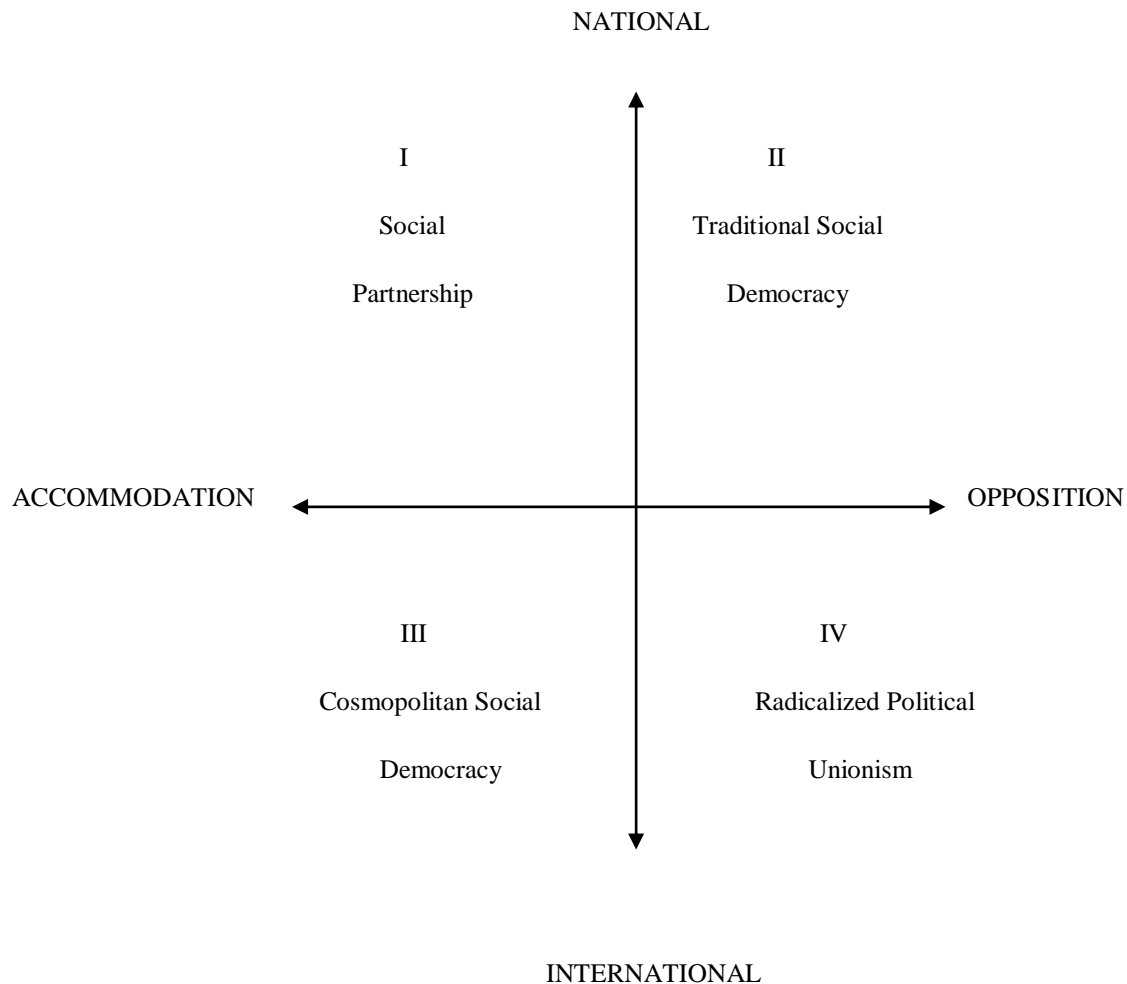 NATIONAL
I
Social
Partnership
II
Traditional Social
Democracy
ACCOMMODATION
OPPOSITION
III
Cosmopolitan Social
Democracy
IV
Radicalized Political
Unionism
INTERNATIONAL